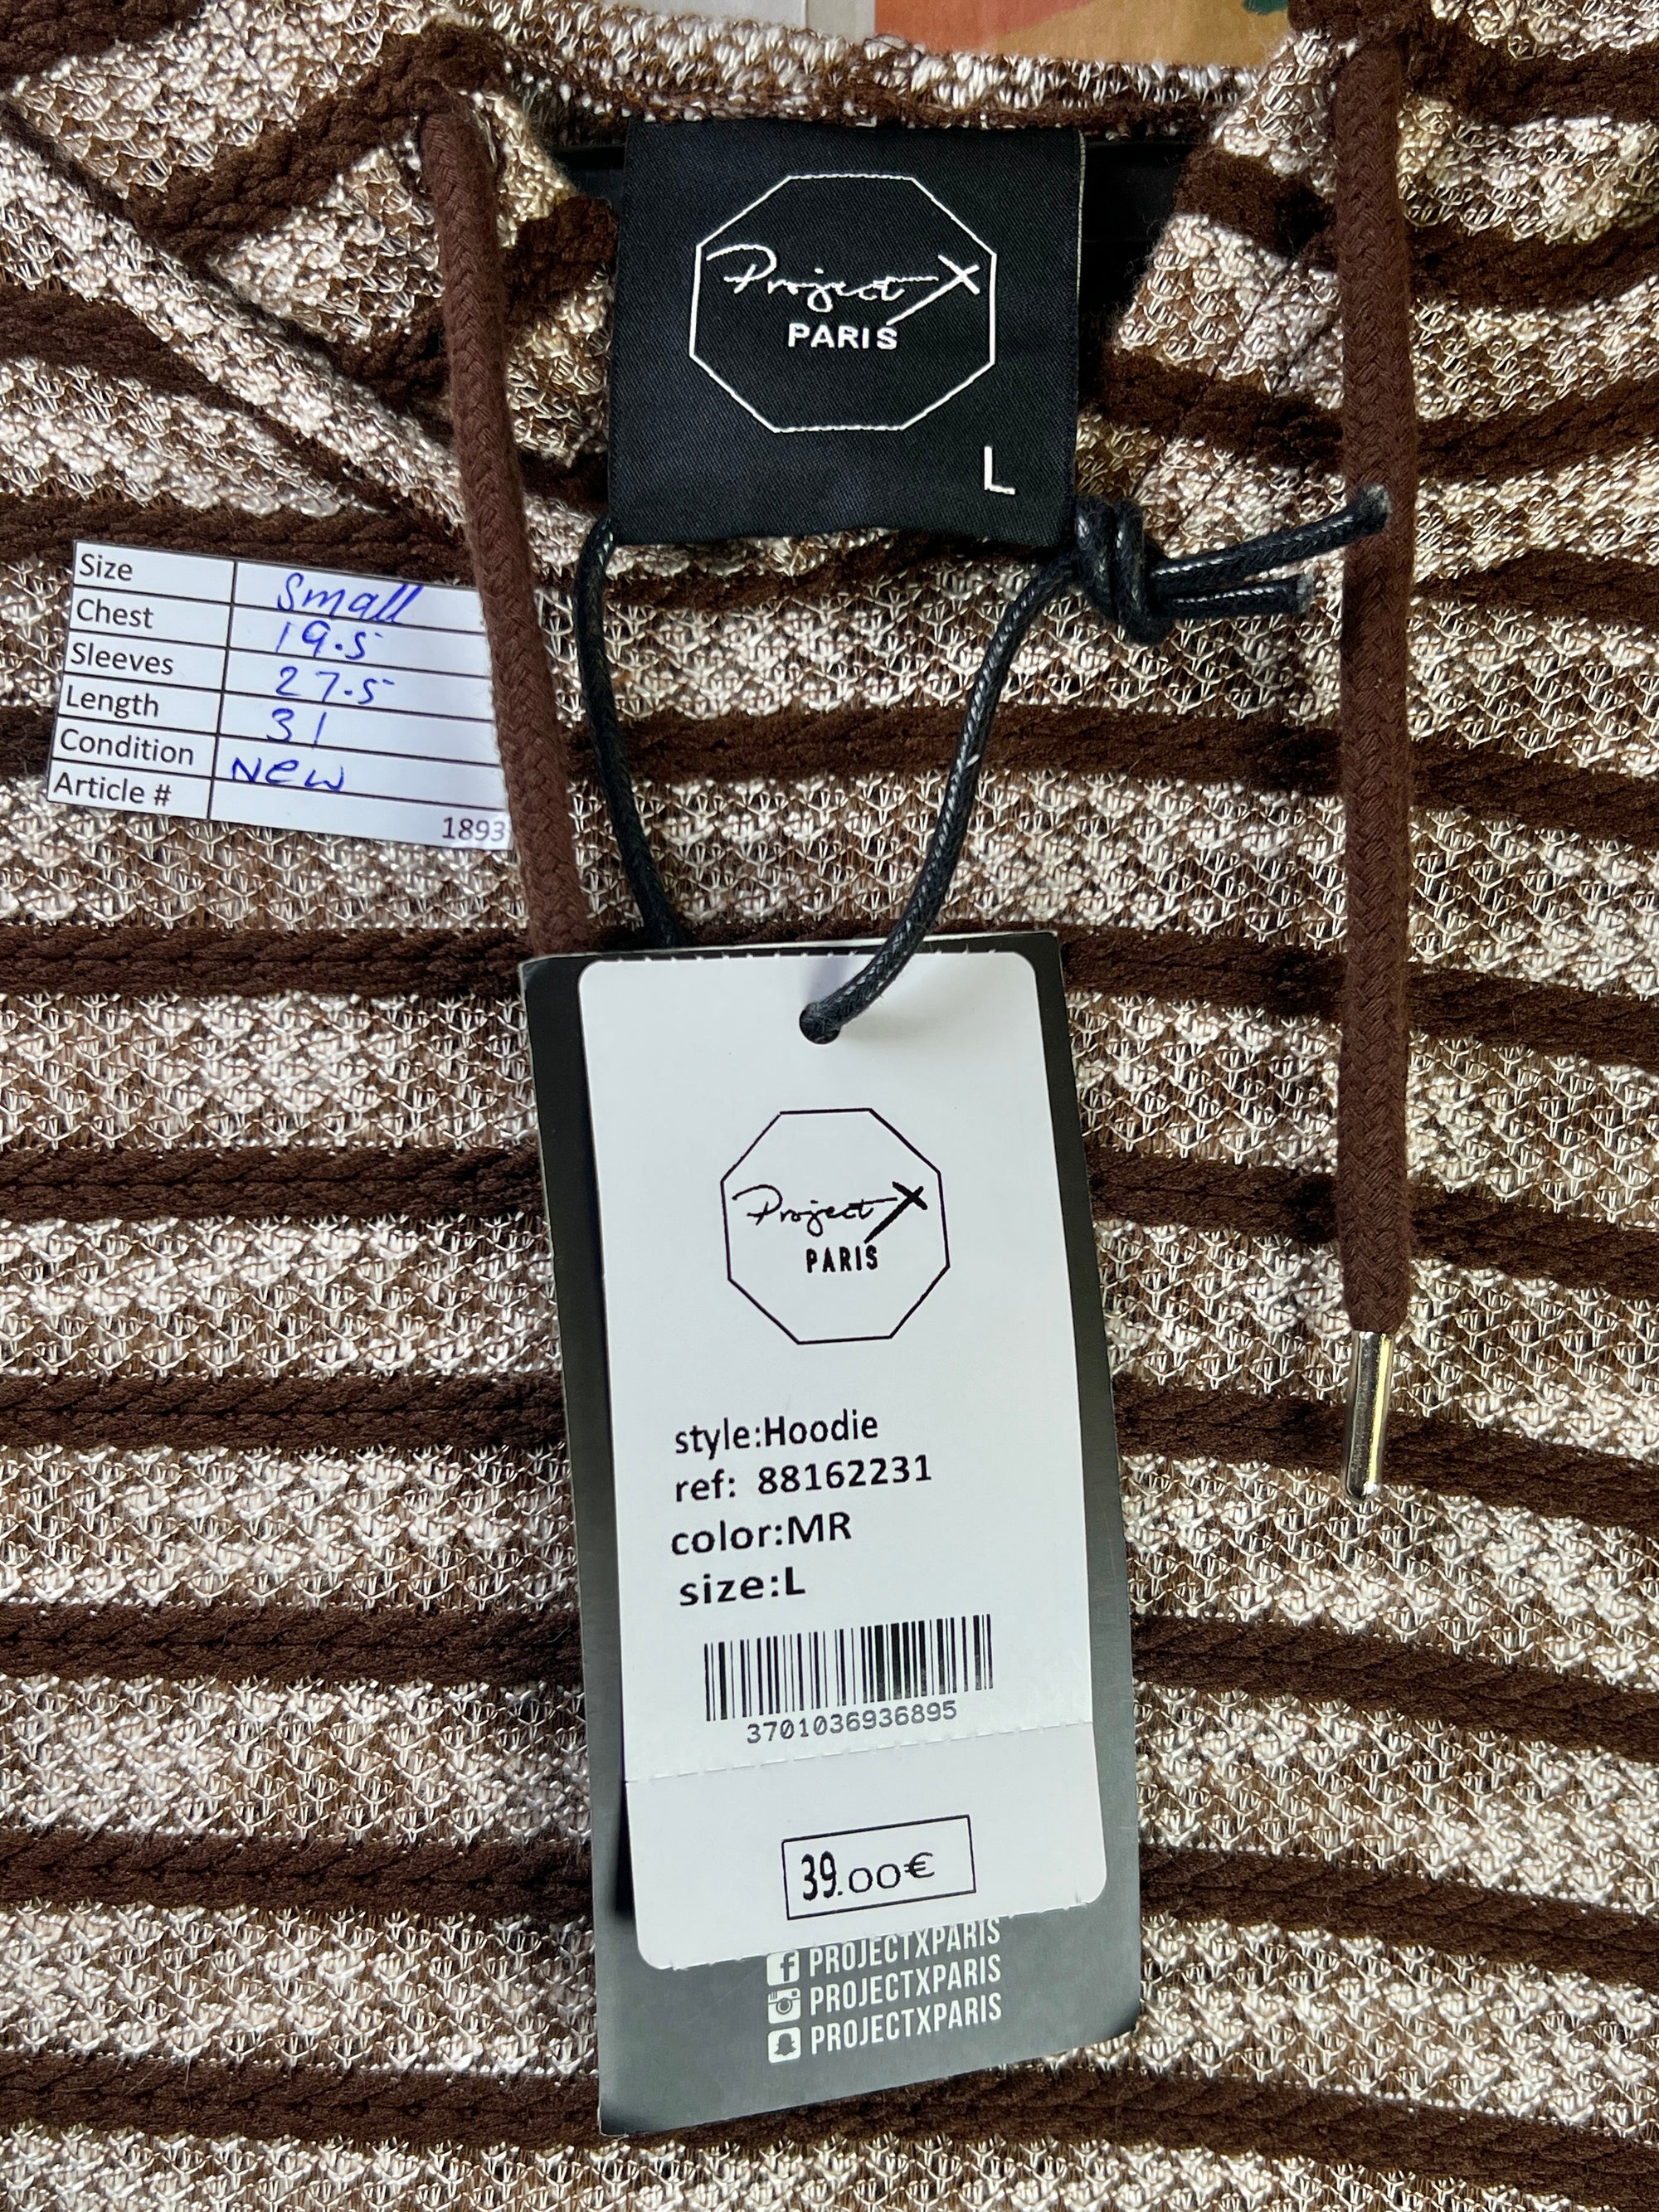 Project X
PARIS
L
Size Small
Chest 19.5
Sleeves 27.5
Length 31
Condition New
Article # 1893
Project X
PARIS
style:Hoodie
ref: 88162231
color:MR
size:L
3701036936895
39.00€
PROJECTXPARIS
PROJECTXPARIS
PROJECTXPARIS